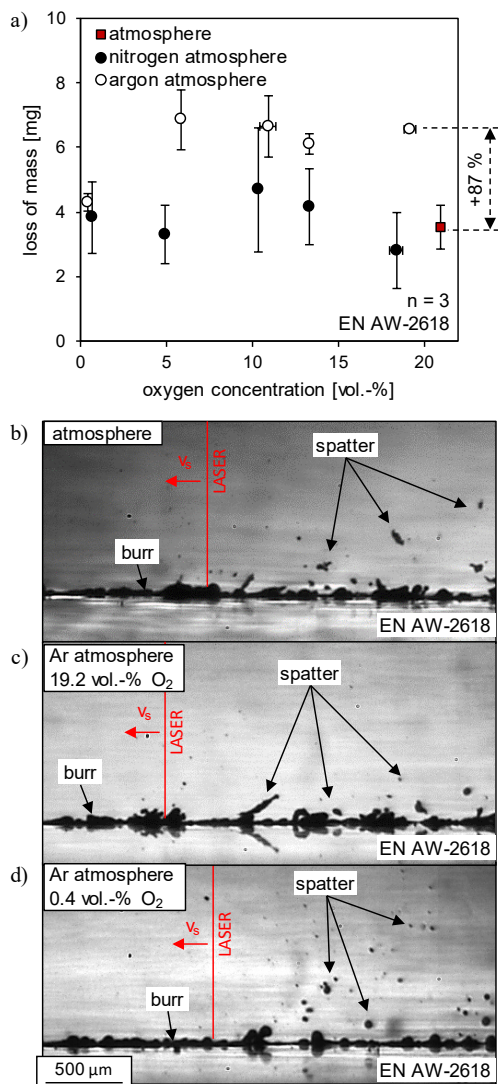 a)
10
8
6
4
2
0
loss of mass [mg]
atmosphere
nitrogen atmosphere
argon atmosphere
+87 %
n = 3
EN AW-2618
0
5
10
15
20
oxygen concentration [vol.-%]
b)
atmosphere
vs
LASER
spatter
burr
EN AW-2618
c)
Ar atmosphere
19.2 vol.-% O₂
vs
LASER
spatter
burr
EN AW-2618
d)
Ar atmosphere
0.4 vol.-% O₂
vs
LASER
spatter
burr
500 µm
EN AW-2618